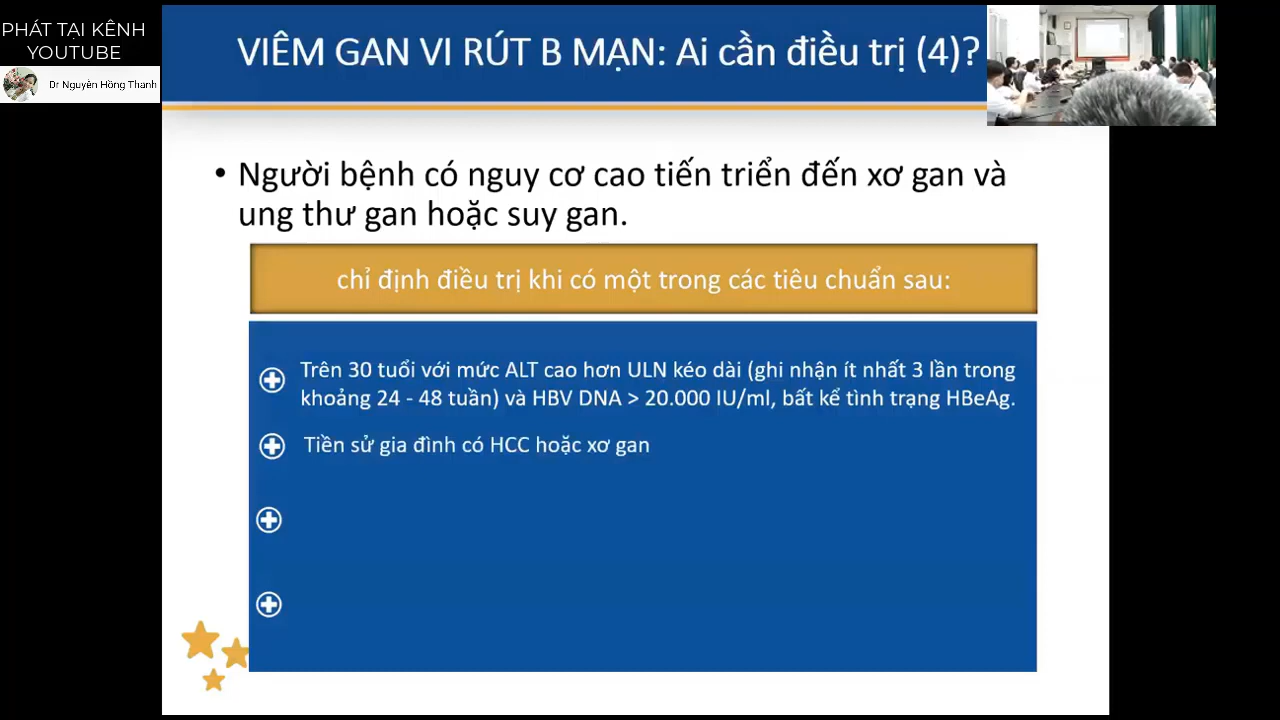 PHÁT TẠI KÊNH
YOUTUBE
Dr Nguyễn Hồng Thanh
VIÊM GAN VI RÚT B MẠN: Ai cần điều trị (4)?
• Người bệnh có nguy cơ cao tiến triển đến xơ gan và
ung thư gan hoặc suy gan.
chỉ định điều trị khi có một trong các tiêu chuẩn sau:
Trên 30 tuổi với mức ALT cao hơn ULN kéo dài (ghi nhận ít nhất 3 lần trong
khoảng 24 - 48 tuần) và HBV DNA > 20.000 IU/ml, bất kể tình trạng HBeAg.
Tiền sử gia đình có HCC hoặc xơ gan